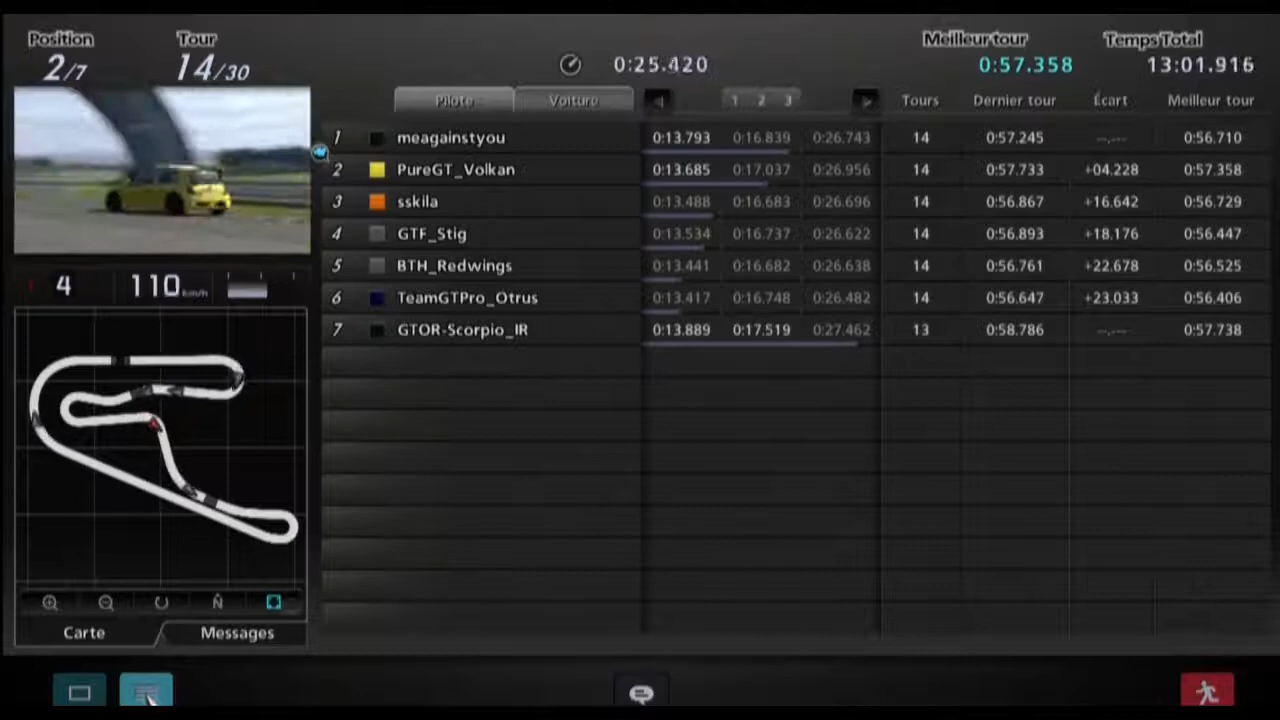 Position Tour Meilleur tour Temps Total
2/7 14/30 0:25.420 0:57.358 13:01.916
Pilote Voiture 1 2 3 Tours Dernier tour Écart Meilleur tour
1 meagainstyou 0:13.793 0:16.839 0:26.743 14 0:57.245 --.--- 0:56.710
2 PureGT_Volkan 0:13.685 0:17.037 0:26.956 14 0:57.733 +04.228 0:57.358
3 sskila 0:13.488 0:16.683 0:26.696 14 0:56.867 +16.642 0:56.729
4 GTF_Stig 0:13.534 0:16.737 0:26.622 14 0:56.893 +18.176 0:56.447
5 BTH_Redwings 0:13.441 0:16.682 0:26.638 14 0:56.761 +22.678 0:56.525
6 TeamGTPro_Otrus 0:13.417 0:16.748 0:26.482 14 0:56.647 +23.033 0:56.406
7 GTOR-Scorpio_IR 0:13.889 0:17.519 0:27.462 13 0:58.786 --.--- 0:57.738
4 110 km/h
N
Carte Messages